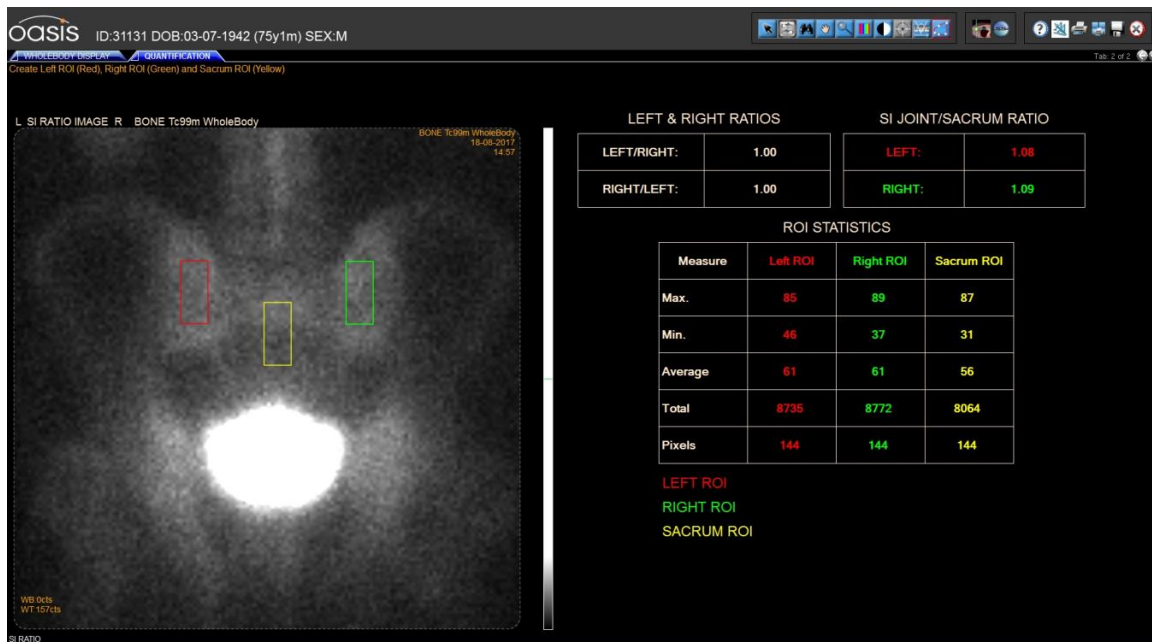 oasis ID:31131 DOB:03-07-1942 (75y1m) SEX:M
WHOLEBODY DISPLAY QUANTIFICATION Tab: 2 of 2
Create Left ROI (Red), Right ROI (Green) and Sacrum ROI (Yellow)
L SI RATIO IMAGE R BONE Tc99m WholeBody
BONE Tc99m WholeBody
18-08-2017
14:57
WB:0cts
WT:157cts
SI RATIO
LEFT & RIGHT RATIOS
LEFT/RIGHT: 1.00
RIGHT/LEFT: 1.00
SI JOINT/SACRUM RATIO
LEFT: 1.08
RIGHT: 1.09
ROI STATISTICS
Measure Left ROI Right ROI Sacrum ROI
Max. 85 89 87
Min. 46 37 31
Average 61 61 56
Total 8735 8772 8064
Pixels 144 144 144
LEFT ROI
RIGHT ROI
SACRUM ROI